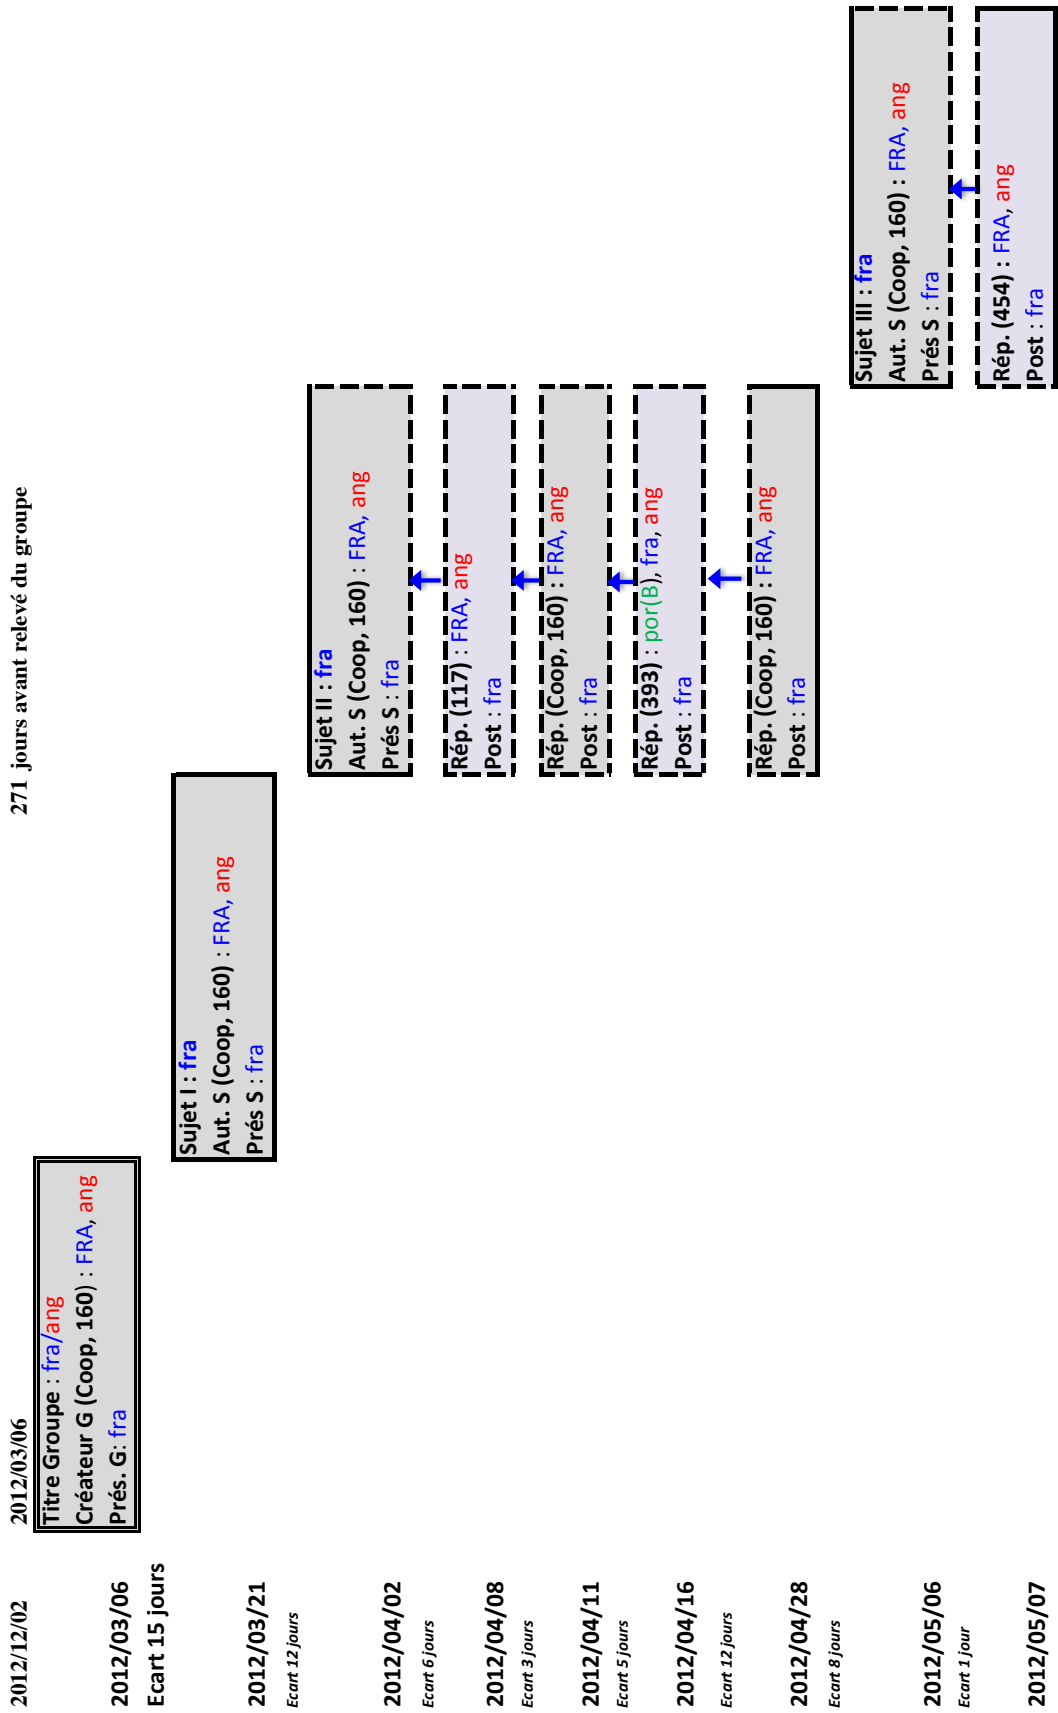 2012/12/02 2012/03/06 271 jours avant relevé du groupe
Titre Groupe : fra/ang
Créateur G (Coop, 160) : FRA, ang
Prés. G: fra
2012/03/06
Ecart 15 jours
Sujet I : fra
Aut. S (Coop, 160) : FRA, ang
Prés S : fra
2012/03/21
Ecart 12 jours
Sujet II : fra
Aut. S (Coop, 160) : FRA, ang
Prés S : fra
2012/04/02
Ecart 6 jours
Rép. (117) : FRA, ang
Post : fra
2012/04/08
Ecart 3 jours
Rép. (Coop, 160) : FRA, ang
Post : fra
2012/04/11
Ecart 5 jours
Rép. (393) : por(B), fra, ang
Post : fra
2012/04/16
Ecart 12 jours
Rép. (Coop, 160) : FRA, ang
Post : fra
2012/04/28
Ecart 8 jours
Sujet III : fra
Aut. S (Coop, 160) : FRA, ang
Prés S : fra
2012/05/06
Ecart 1 jour
Rép. (454) : FRA, ang
Post : fra
2012/05/07